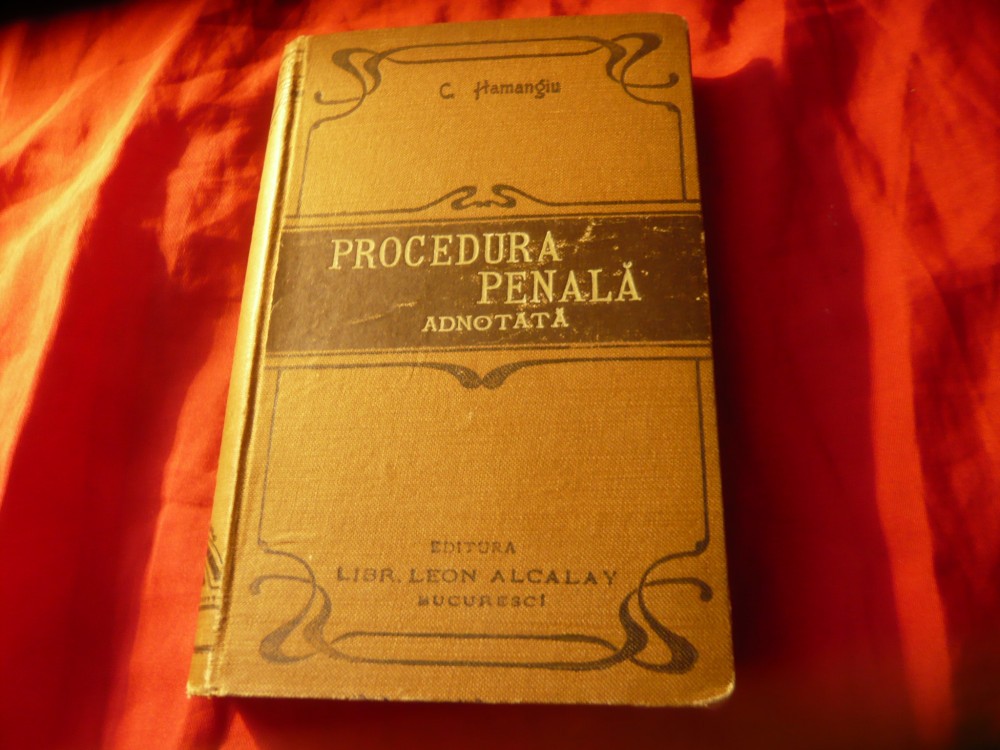 C. Hamangiu
PROCEDURA
PENALĂ
ADNOTATĂ
EDITURA
LIBR. LEON ALCALAY
BUCURESCI